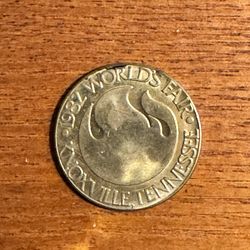 ·1982 WORLD'S FAIR·
KNOXVILLE, TENNESSEE